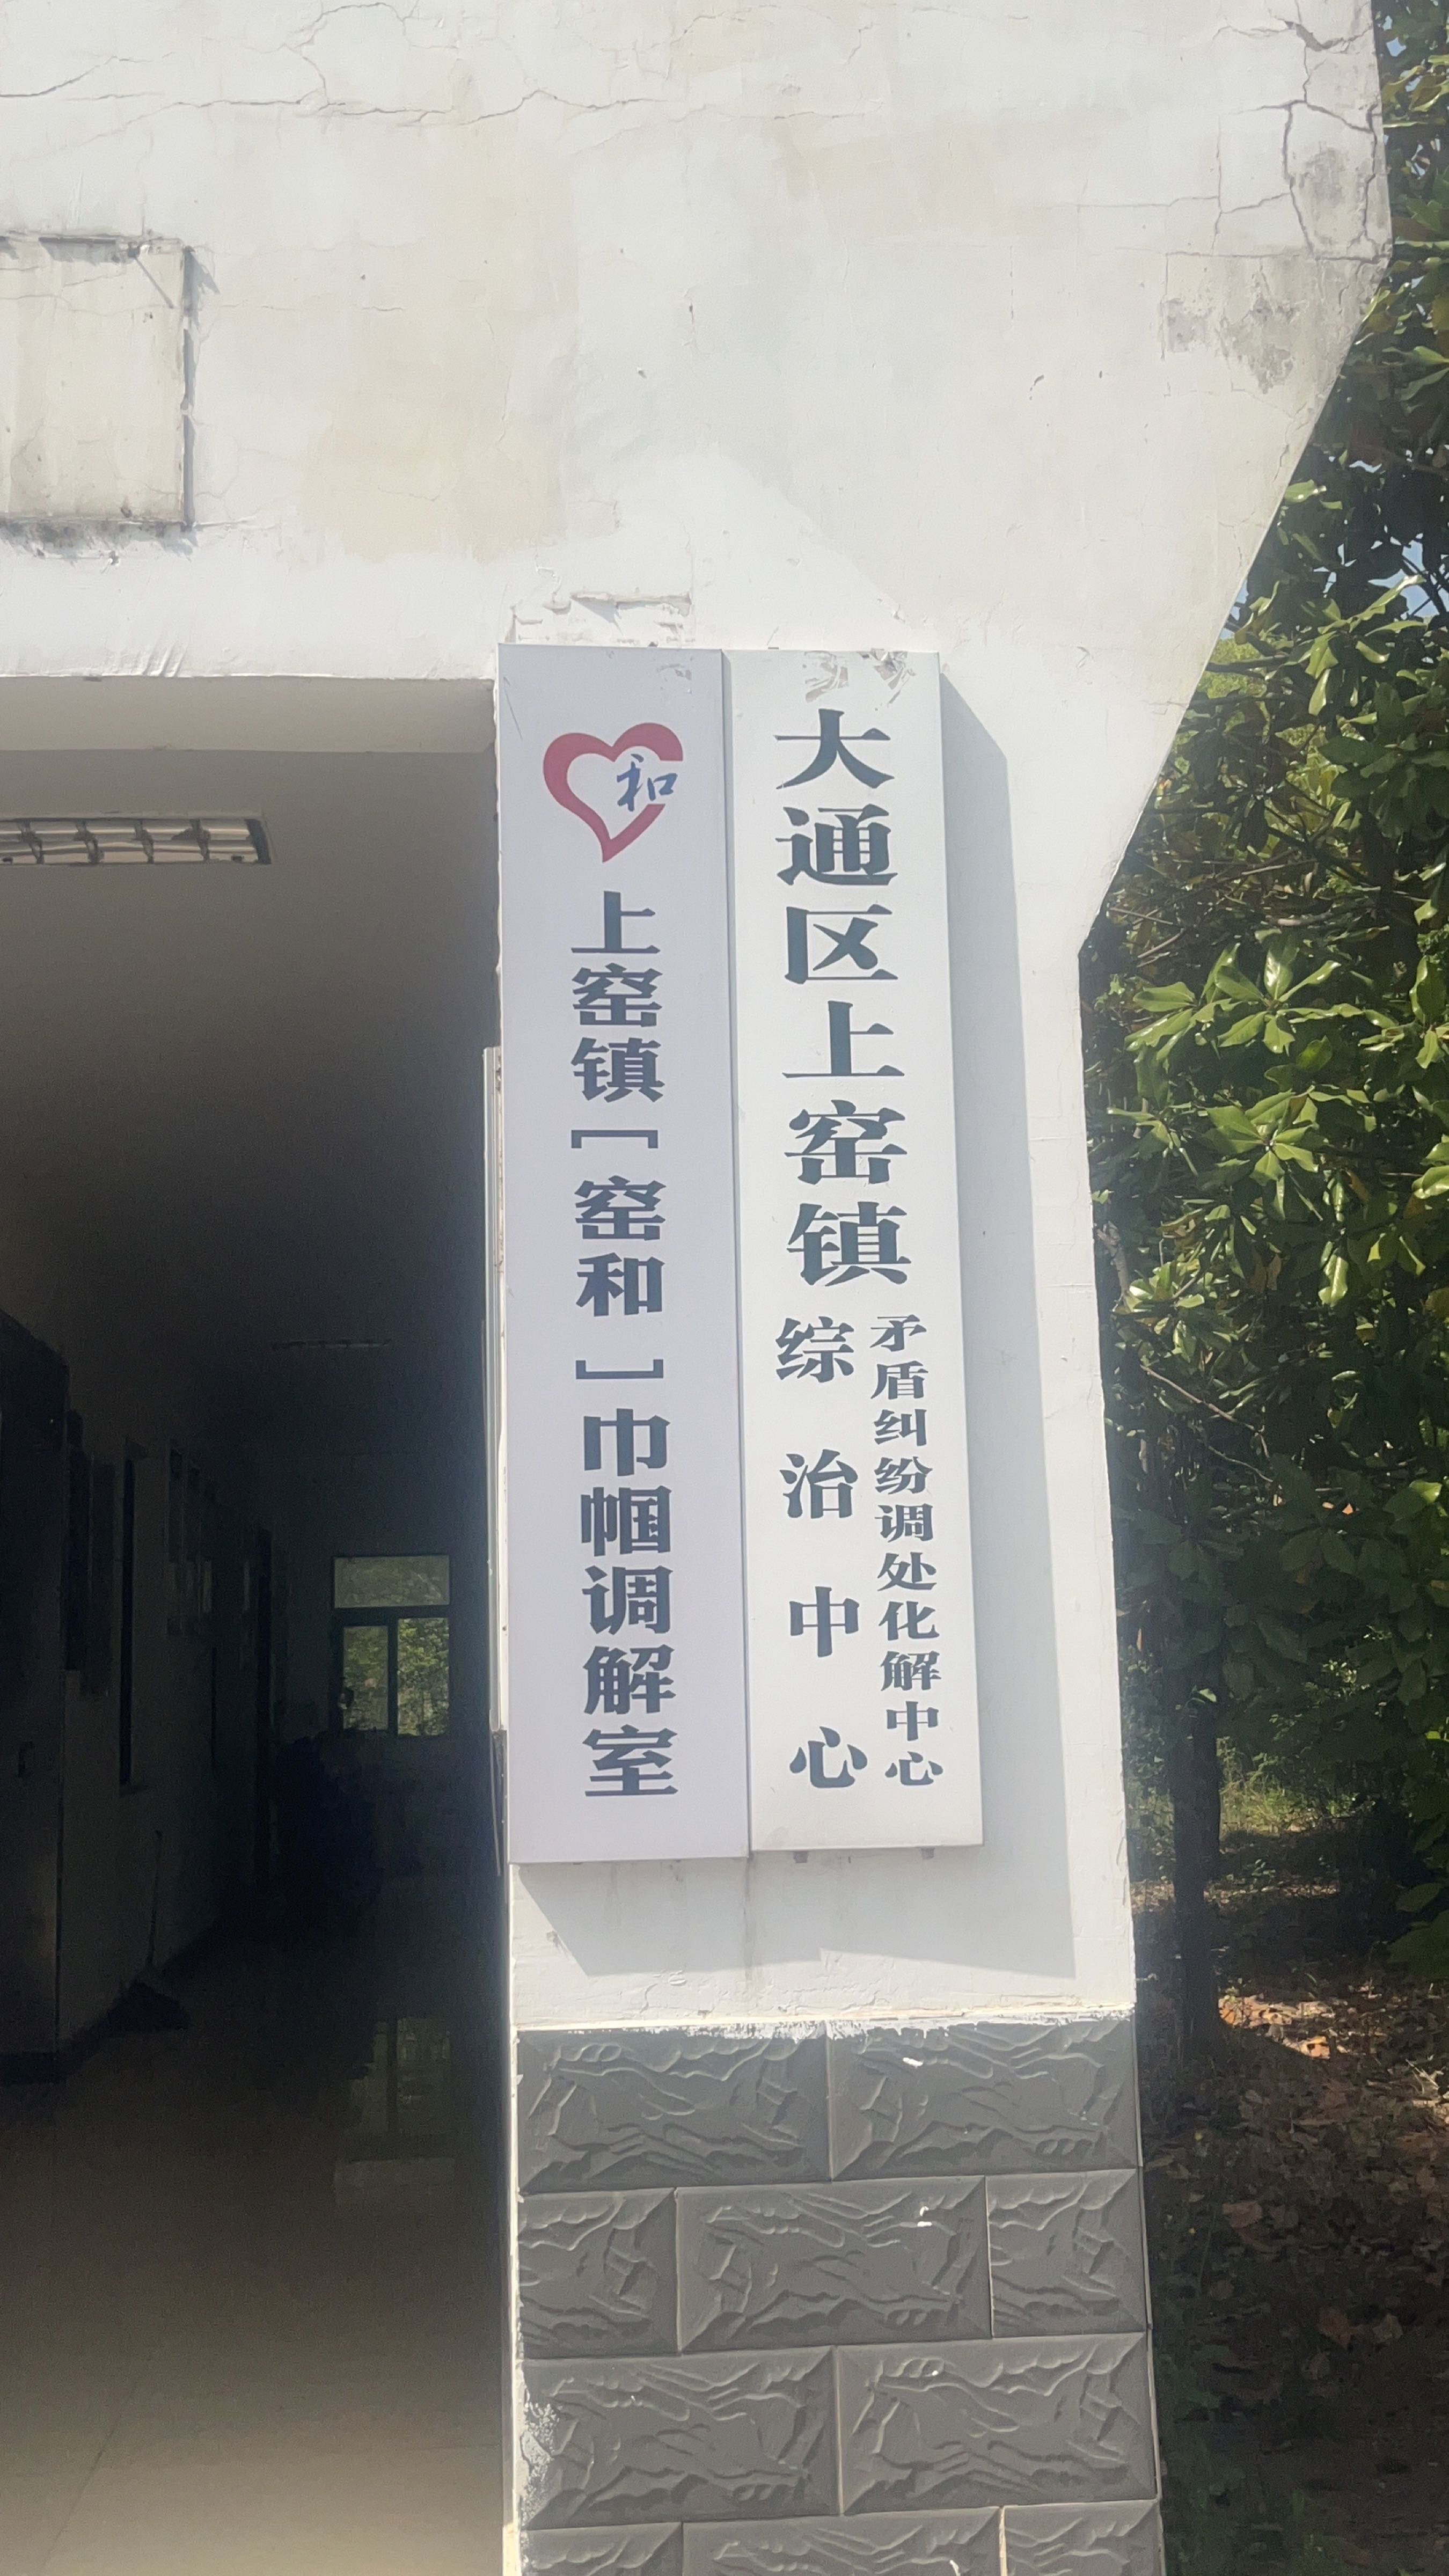 大通区上窑镇
矛盾纠纷调处化解中心
综治中心
和
上窑镇[窑和]巾帼调解室